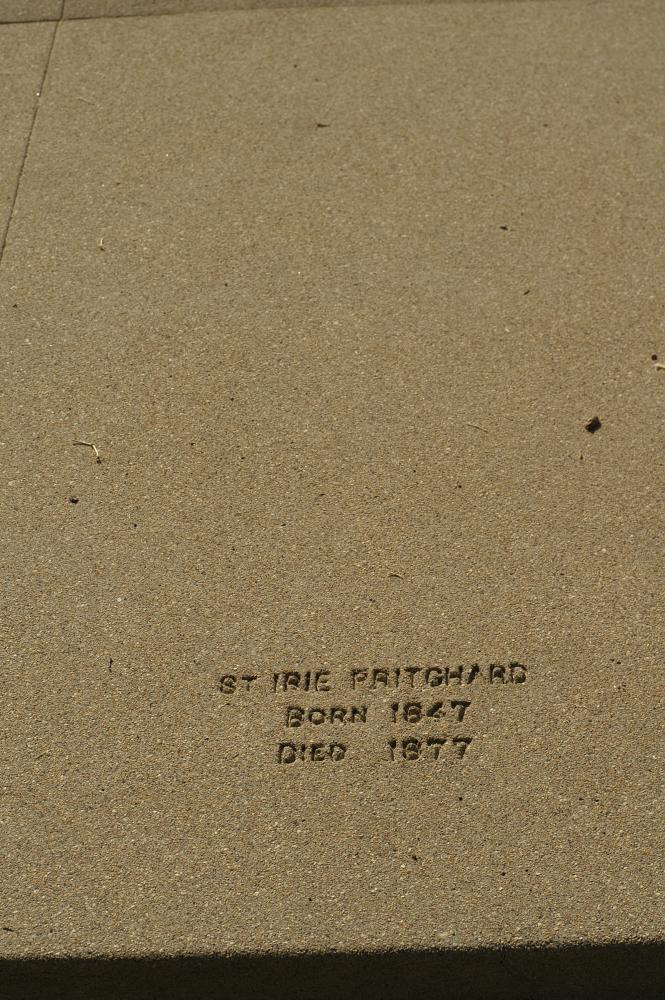 ST IRIE PRITCHARD
BORN 1847
DIED 1877